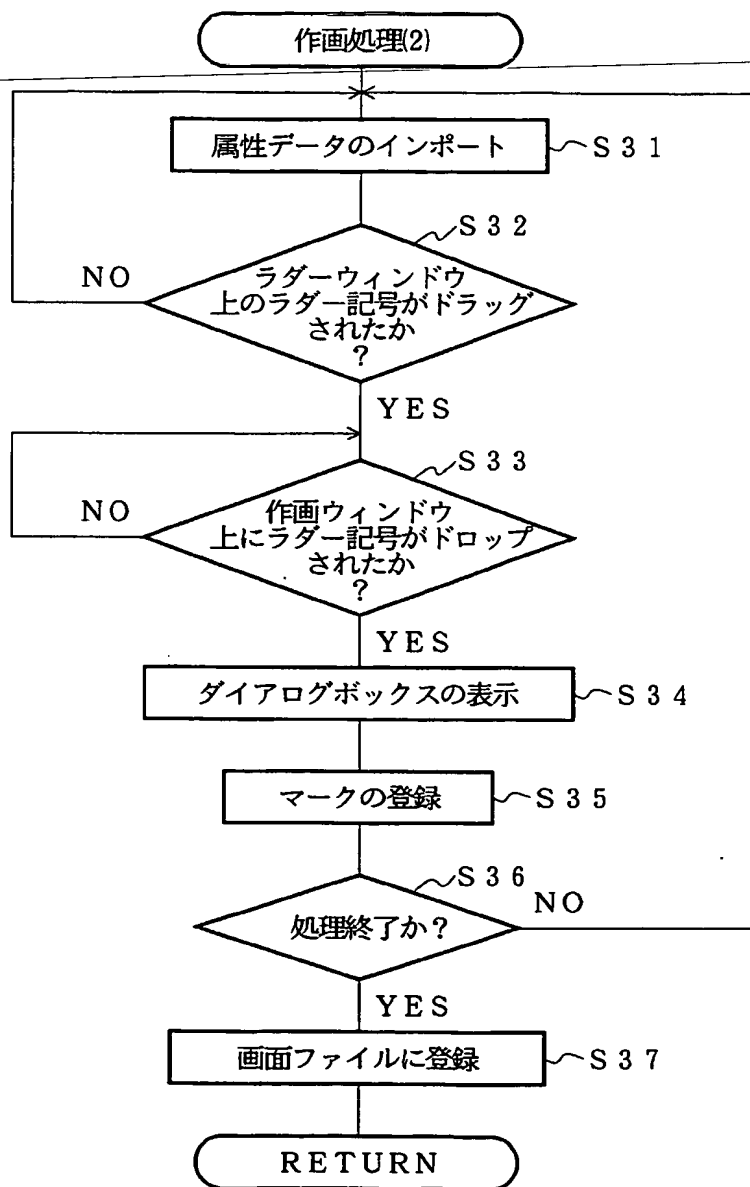 作画処理(2)
属性データのインポート
S31
S32
NO
ラダーウィンドウ
上のラダー記号がドラッグ
されたか
?
YES
S33
NO
作画ウィンドウ
上にラダー記号がドロップ
されたか
?
YES
ダイアログボックスの表示
S34
マークの登録
S35
S36
NO
処理終了か?
YES
画面ファイルに登録
S37
RETURN